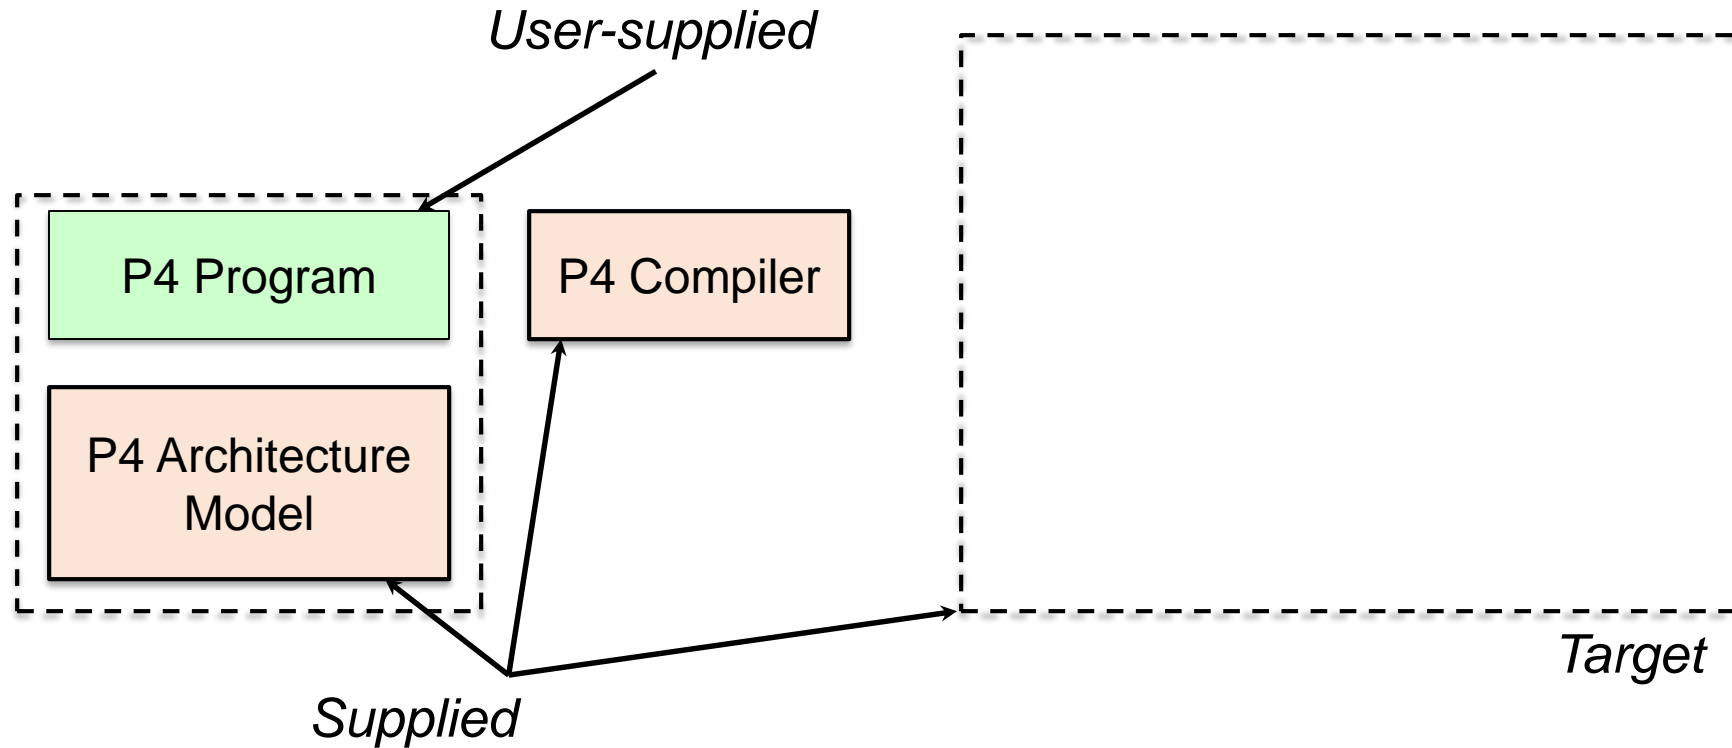 User-supplied
P4 Program
P4 Compiler
P4 Architecture
Model
Target
Supplied